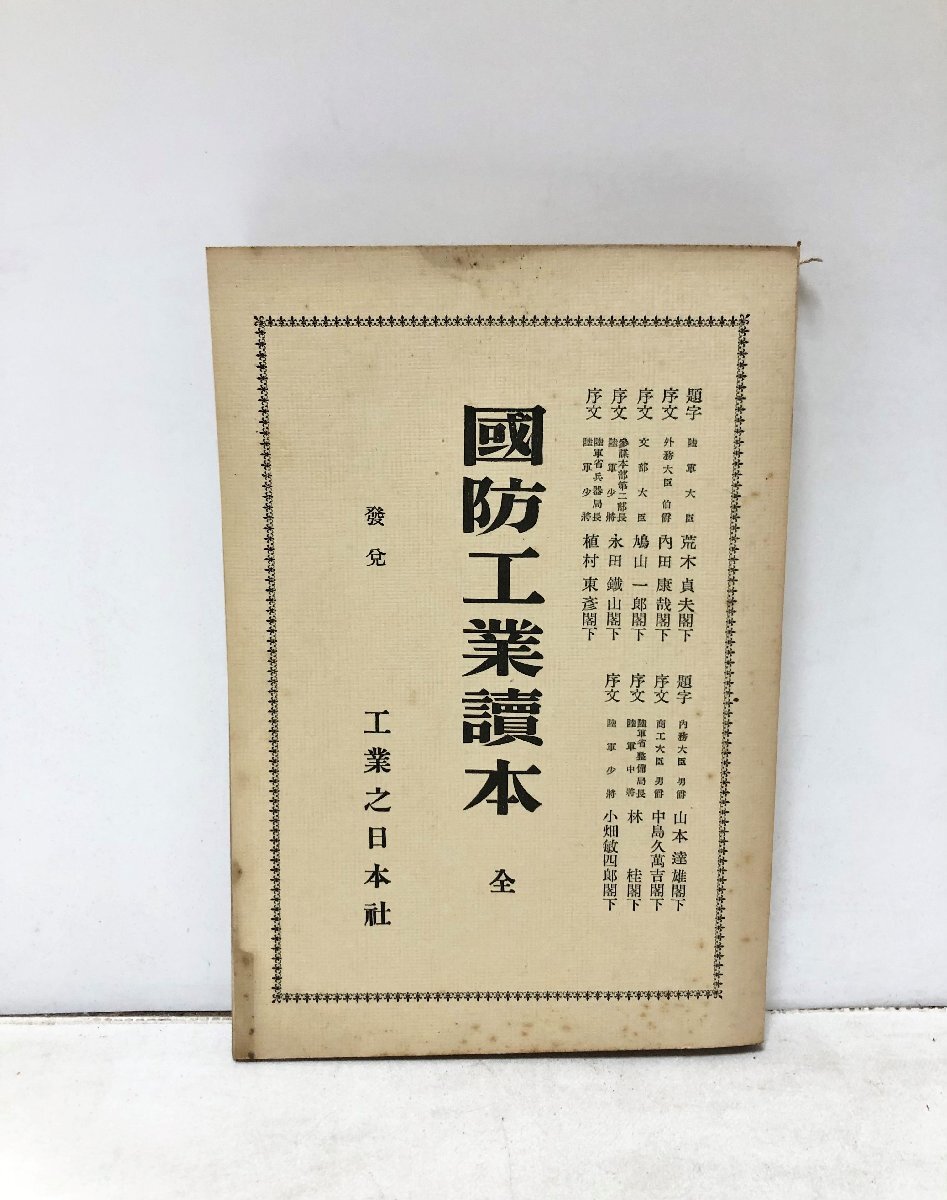 題字 陸軍大臣 荒木貞夫閣下
序文 外務大臣 伯爵 內田康哉閣下
序文 文部大臣 鳩山一郎閣下
序文 參謀本部第二部長 陸軍少將 永田鐵山閣下
序文 陸軍省兵器局長 陸軍少將 植村東彥閣下
題字 內務大臣 男爵 山本達雄閣下
序文 商工大臣 男爵 中島久萬吉閣下
序文 陸軍省整備局長 陸軍中將 林桂閣下
序文 陸軍少將 小畑敏四郎閣下
國防工業讀本 全
發兌 工業之日本社